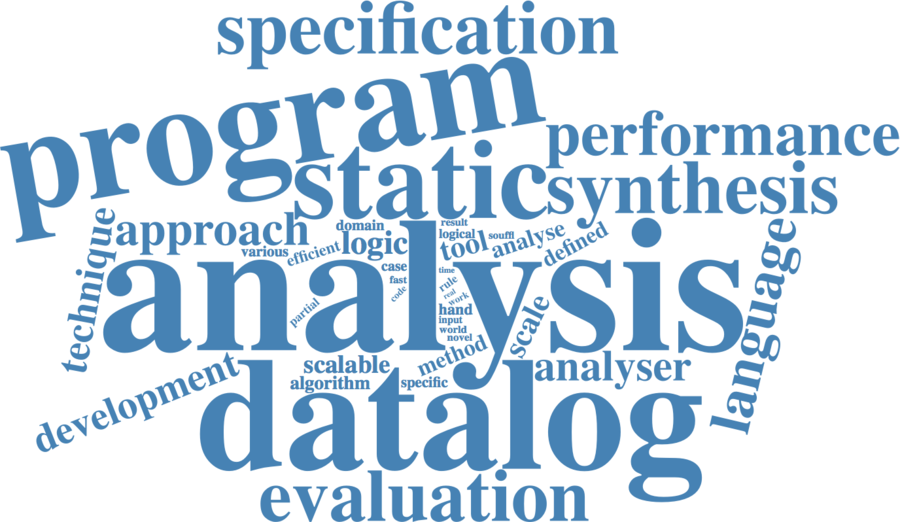 specification
program
performance
static
synthesis
technique
approach
domain
result
logical
souffl
various
efficient
logic
tool
analyse
defined
analysis
case
fast
code
time
rule
real
work
partial
hand
input
world
novel
scale
language
scalable
method
analyser
algorithm
specific
development
datalog
evaluation